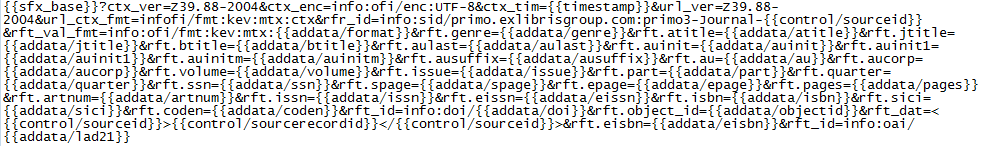 {{sfx_base}}?ctx_ver=Z39.88-2004&ctx_enc=info:ofi/enc:UTF-8&ctx_tim={{timestamp}}&url_ver=Z39.88-
2004&url_ctx_fmt=infofi/fmt:kev:mtx:ctx&rfr_id=info:sid/primo.exlibrisgroup.com:primo3-Journal-{{control/sourceid}}
&rft_val_fmt=info:ofi/fmt:kev:mtx:{{addata/format}}&rft.genre={{addata/genre}}&rft.atitle={{addata/atitle}}&rft.jtitle=
{{addata/jtitle}}&rft.btitle={{addata/btitle}}&rft.aulast={{addata/aulast}}&rft.auinit={{addata/auinit}}&rft.auinit1=
{{addata/auinit1}}&rft.auinitm={{addata/auinitm}}&rft.ausuffix={{addata/ausuffix}}&rft.au={{addata/au}}&rft.aucorp=
{{addata/aucorp}}&rft.volume={{addata/volume}}&rft.issue={{addata/issue}}&rft.part={{addata/part}}&rft.quarter=
{{addata/quarter}}&rft.ssn={{addata/ssn}}&rft.spage={{addata/spage}}&rft.epage={{addata/epage}}&rft.pages={{addata/pages}}
&rft.artnum={{addata/artnum}}&rft.issn={{addata/issn}}&rft.eissn={{addata/eissn}}&rft.isbn={{addata/isbn}}&rft.sici=
{{addata/sici}}&rft.coden={{addata/coden}}&rft_id=info:doi/{{addata/doi}}&rft.object_id={{addata/objectid}}&rft_dat=<
{{control/sourceid}}>{{control/sourcerecordid}}</{{control/sourceid}}>&rft.eisbn={{addata/eisbn}}&rft_id=info:oai/
{{addata/lad21}}